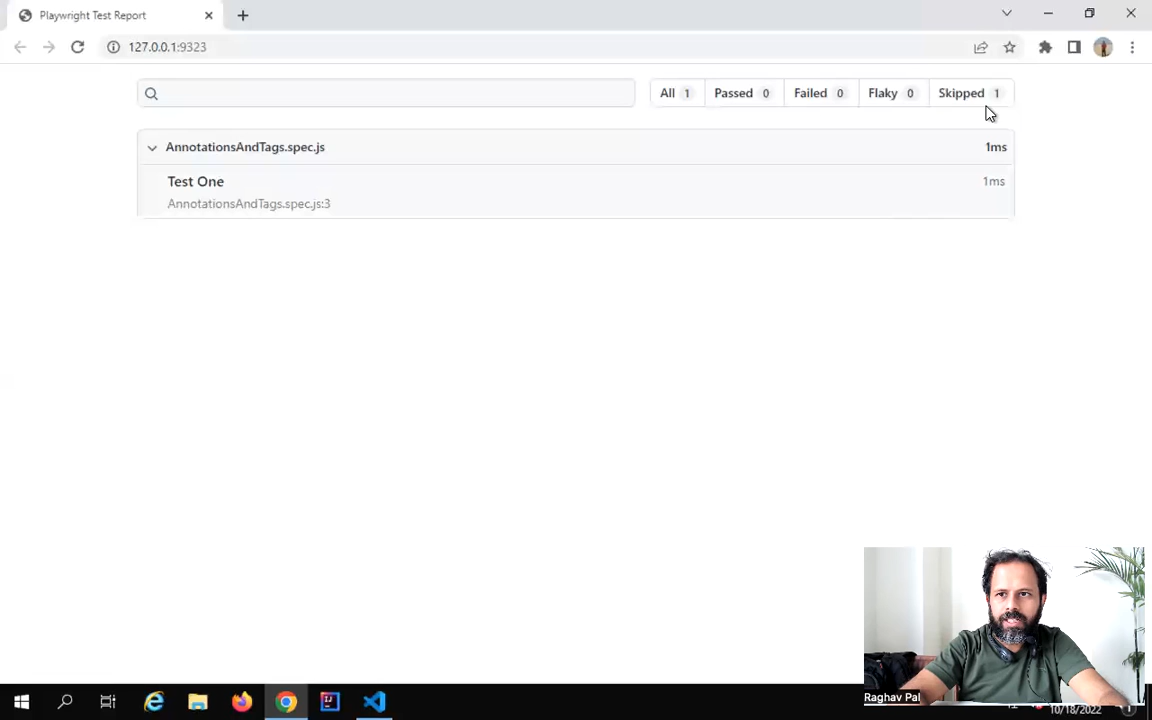 Playwright Test Report
127.0.0.1:9323
All 1 Passed 0 Failed 0 Flaky 0 Skipped 1
AnnotationsAndTags.spec.js 1ms
Test One 1ms
AnnotationsAndTags.spec.js:3
Raghav Pal
10/18/2022